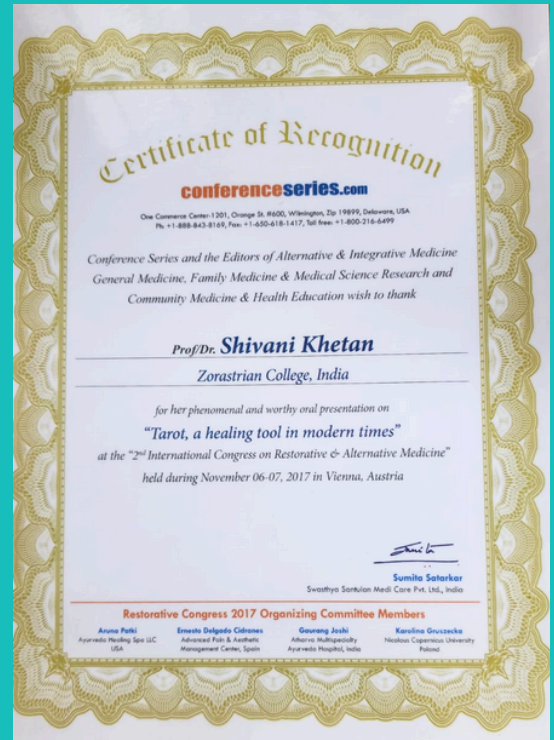 Certificate of Recognition
conferenceseries.com
One Commerce Center-1201, Orange St. #600, Wilmington, Zip 19899, Delaware, USA
Ph: +1-888-843-8169, Fax: +1-650-618-1417, Toll free: +1-800-216-6499
Conference Series and the Editors of Alternative & Integrative Medicine
General Medicine, Family Medicine & Medical Science Research and
Community Medicine & Health Education wish to thank
Prof/Dr. Shivani Khetan
Zorastrian College, India
for her phenomenal and worthy oral presentation on
“Tarot, a healing tool in modern times”
at the “2nd International Congress on Restorative & Alternative Medicine”
held during November 06-07, 2017 in Vienna, Austria
Sumita Satarkar
Swasthya Santulan Medi Care Pvt. Ltd., India
Restorative Congress 2017 Organizing Committee Members
Aruna Patki Ernesto Delgado Cidranes Gaurang Joshi Karolina Gruszecka
Ayurveda Healing Spa LLC Advanced Pain & Aesthetic Atharva Multispecialty Nicolaus Copernicus University
USA Management Center, Spain Ayurveda Hospital, India Poland